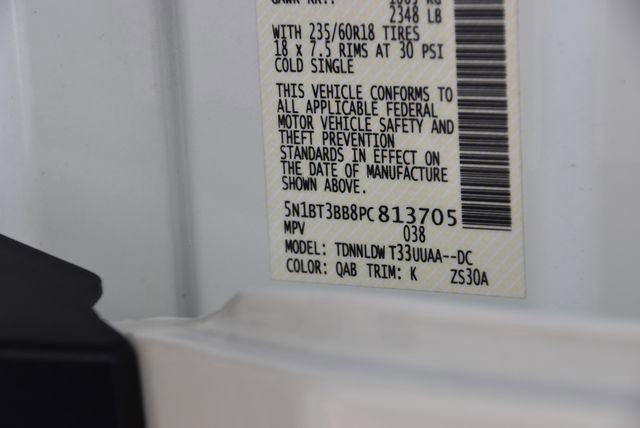 2348 LB
WITH 235/60R18 TIRES
18 x 7.5 RIMS AT 30 PSI
COLD SINGLE
THIS VEHICLE CONFORMS TO
ALL APPLICABLE FEDERAL
MOTOR VEHICLE SAFETY AND
THEFT PREVENTION
STANDARDS IN EFFECT ON
THE DATE OF MANUFACTURE
SHOWN ABOVE.
5N1BT3BB8PC813705
MPV 038
MODEL: TDNNLDW T33UUAA--DC
COLOR: QAB TRIM: K ZS30A